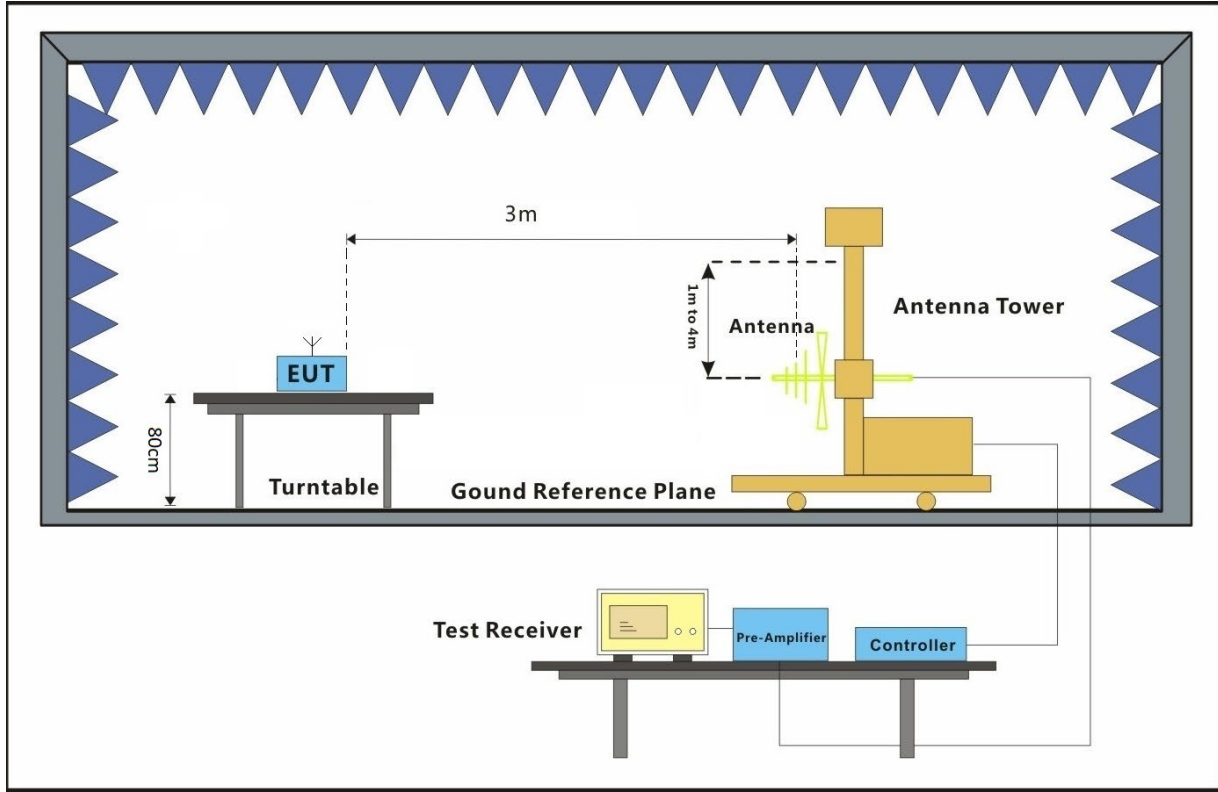 3m
1m to 4m
Antenna Tower
Antenna
EUT
80cm
Turntable
Gound Reference Plane
Test Receiver
Pre-Amplifier
Controller